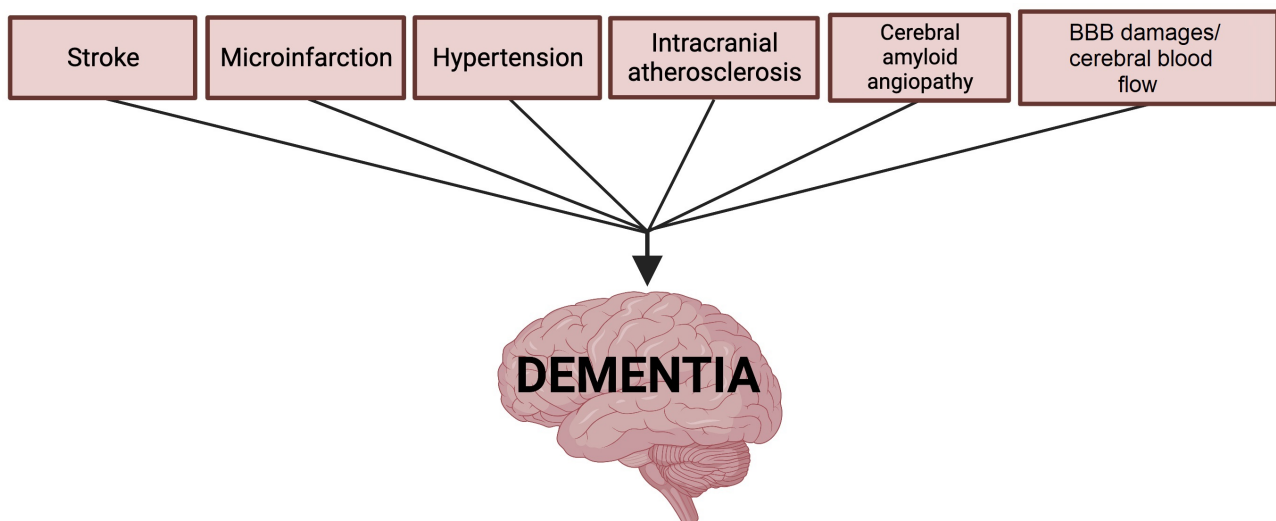 Stroke
Microinfarction
Hypertension
Intracranial
atherosclerosis
Cerebral
amyloid
angiopathy
BBB damages/
cerebral blood
flow
DEMENTIA